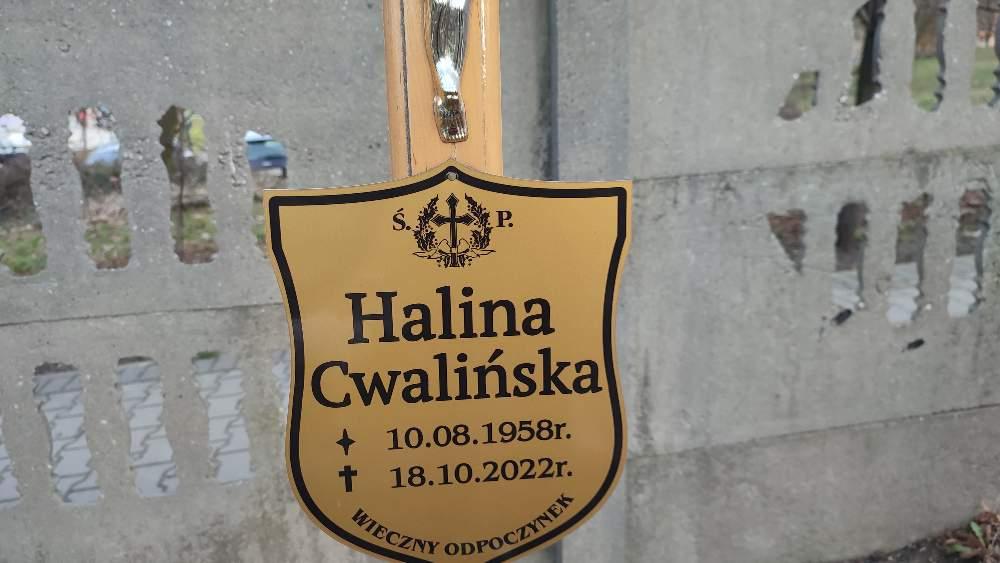 Ś. P.
Halina
Cwalińska
10.08.1958r.
18.10.2022r.
WIECZNY ODPOCZYNEK